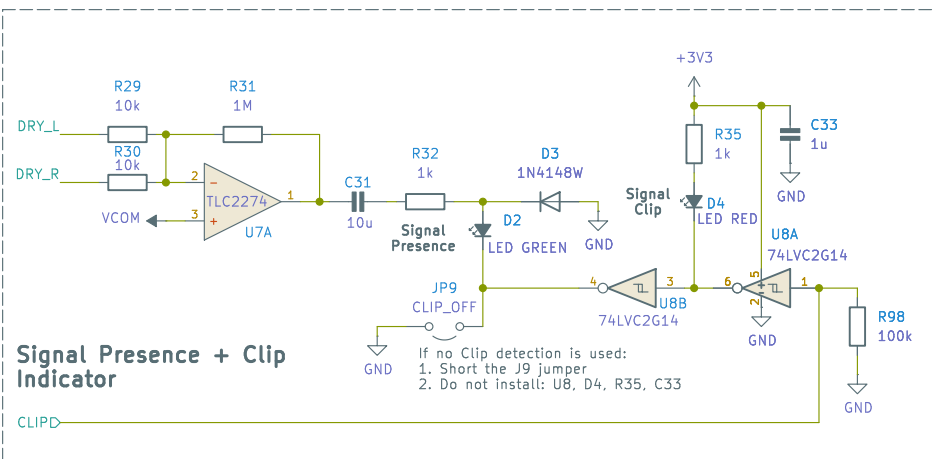 +3V3
R29
10k
R31
1M
DRY_L
R30
10k
DRY_R
2
−
TLC2274
1
VCOM
3
+
U7A
C31
10u
R32
1k
Signal
Presence
D2
LED GREEN
D3
1N4148W
GND
R35
1k
C33
1u
GND
Signal
Clip
D4
LED RED
U8A
74LVC2G14
5
+
6
1
-
2
GND
4
3
U8B
74LVC2G14
R98
100k
GND
JP9
CLIP_OFF
GND
If no Clip detection is used:
1. Short the J9 jumper
2. Do not install: U8, D4, R35, C33
Signal Presence + Clip
Indicator
CLIP